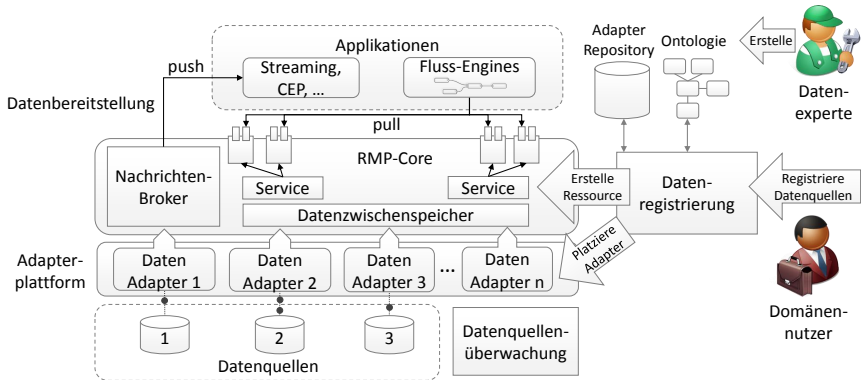 Applikationen
push
Streaming,
CEP, ...
Fluss-Engines
Datenbereitstellung
pull
Adapter
Repository
Ontologie
Erstelle
Daten-
experte
RMP-Core
Nachrichten-
Broker
Service
Service
Datenzwischenspeicher
Erstelle
Ressource
Daten-
registrierung
Registriere
Datenquellen
Platziere
Adapter
Adapter-
plattform
Daten
Adapter 1
Daten
Adapter 2
Daten
Adapter 3
...
Daten
Adapter n
Domänen-
nutzer
1
2
3
Datenquellen
Datenquellen-
überwachung